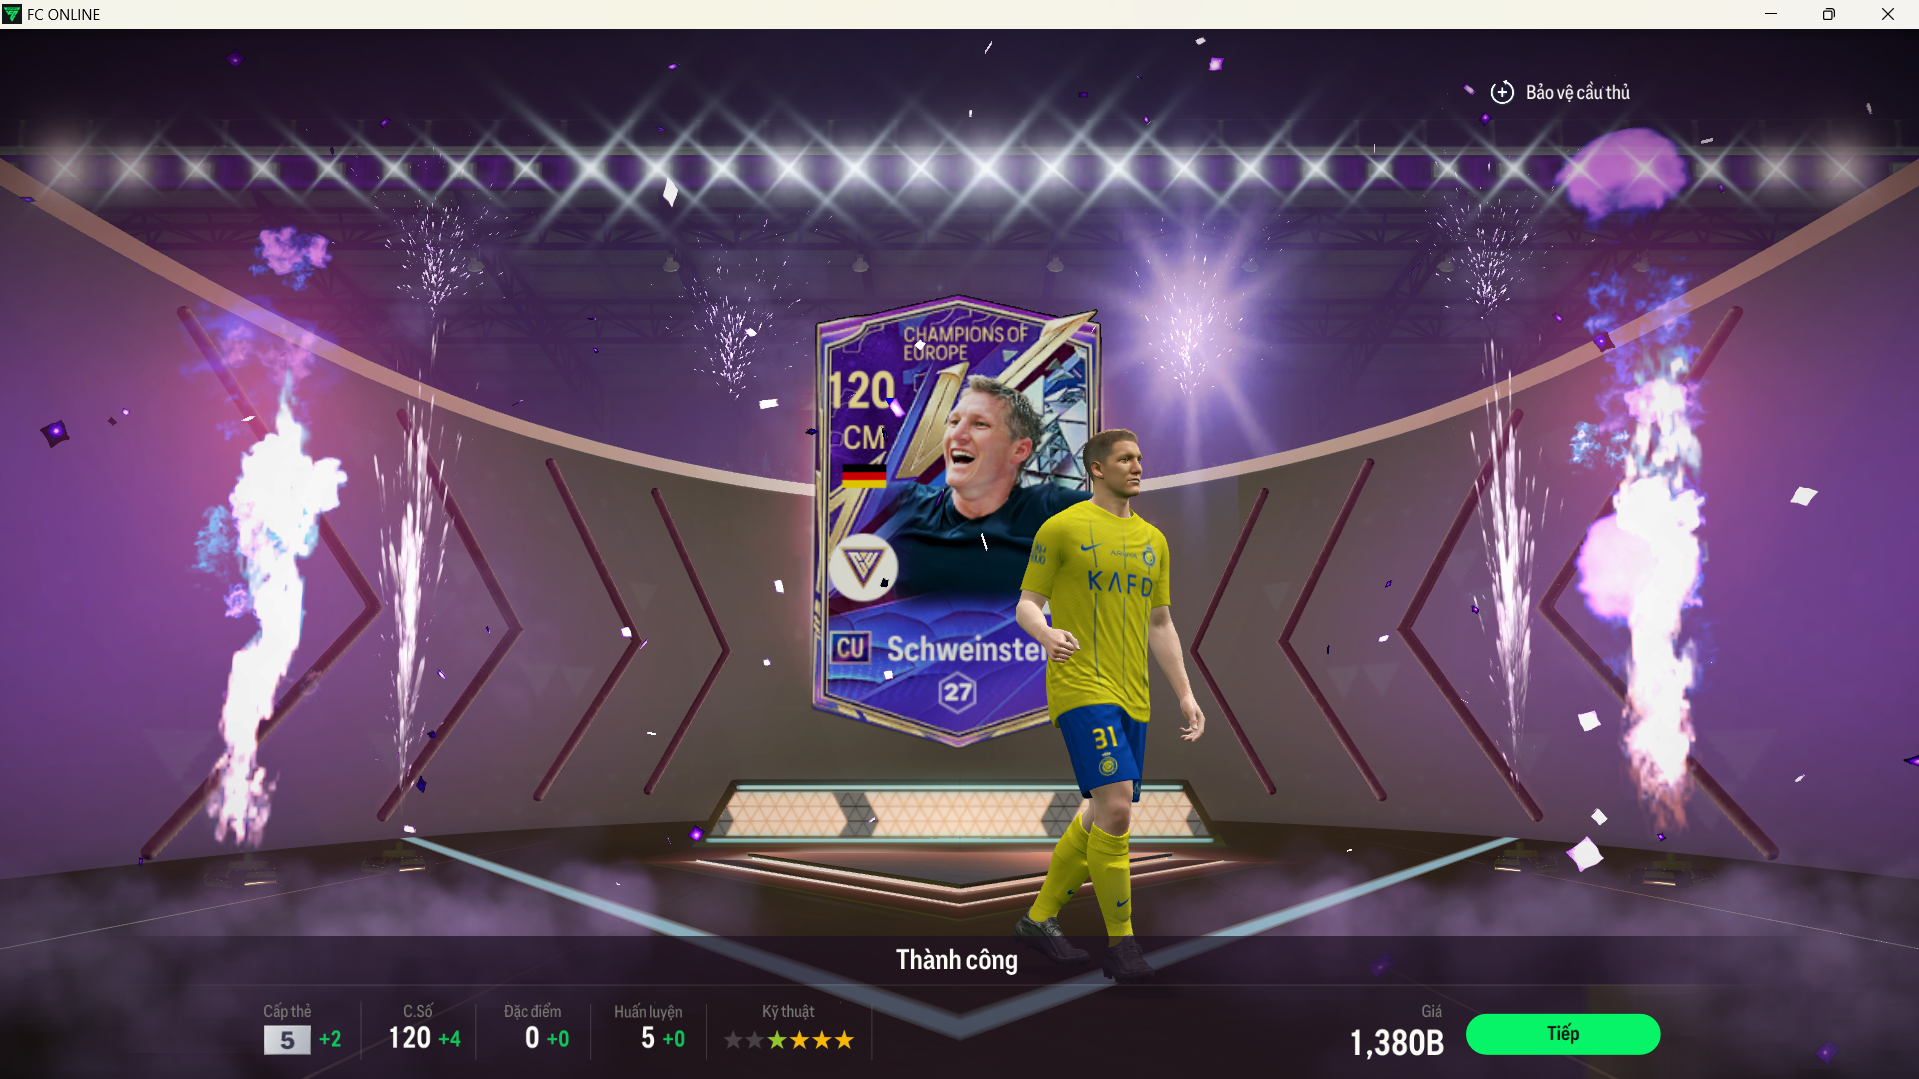 FC ONLINE
Bảo vệ cầu thủ
CHAMPIONS OF
EUROPE
120
CM
CU
Schweinstei
27
KAFD
31
Thành công
Cấp thẻ
5 +2
C.Số
120 +4
Đặc điểm
0 +0
Huấn luyện
5 +0
Kỹ thuật
Giá
1,380B
Tiếp